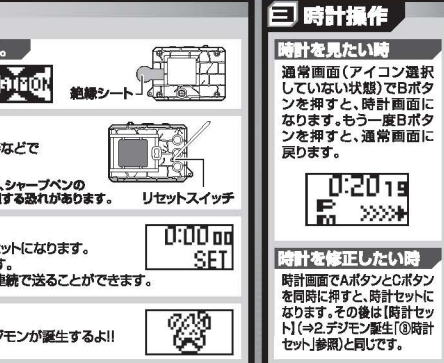 。
絶縁シート
などで
、シャープペンの
する恐れがあります。
リセットスイッチ
ットになります。
す。
連続で送ることができます。
0:00 00
SET
ジモンが誕生するよ!!
三 時計操作
時計を見たい時
通常画面(アイコン選択
していない状態)でBボタ
ンを押すと、時計画面に
なります。もう一度Bボタ
ンを押すと、通常画面に
戻ります。
0:20 19
P
m
時計を修正したい時
時計画面でAボタンとCボタン
を同時に押すと、時計セットに
なります。その後は【時計セッ
ト】(⇒2.デジモン誕生「⑧時計
セット」参照)と同じです。